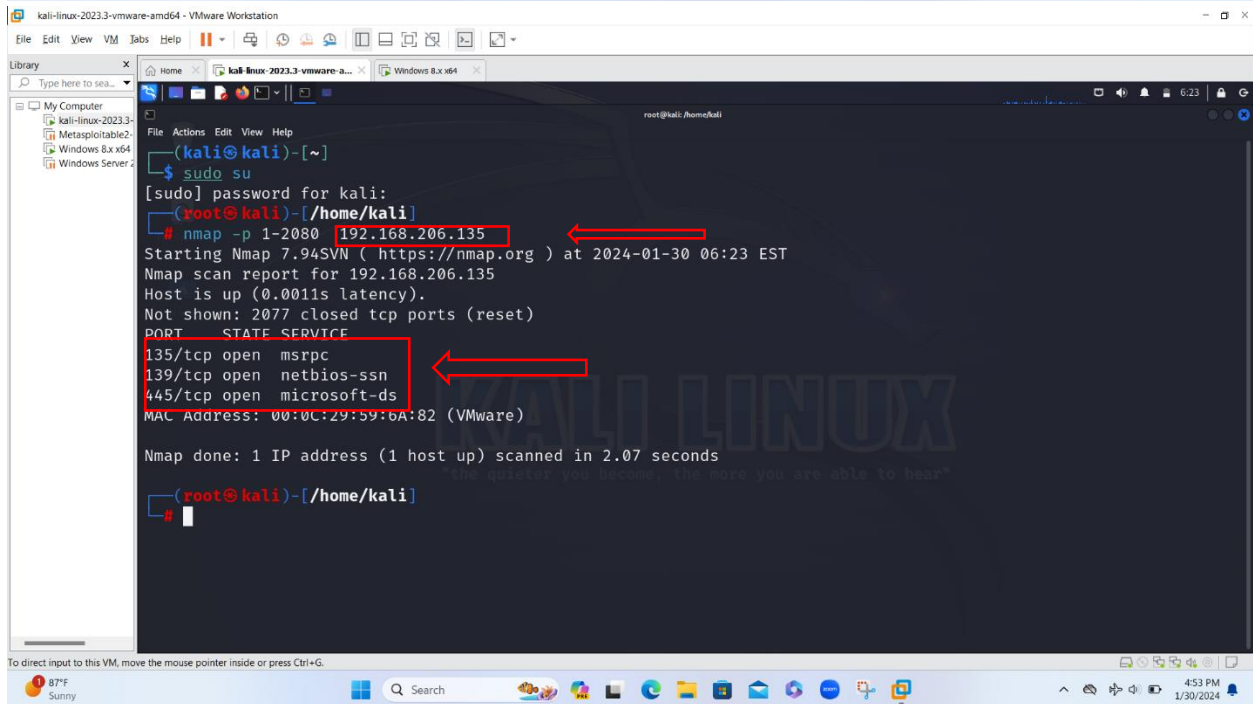 kali-linux-2023.3-vmware-amd64 - VMware Workstation
File Edit View VM Tabs Help
Library
Home kali-linux-2023.3-vmware-a... Windows 8.x x64
Type here to sea...
6:23
My Computer
kali-linux-2023.3-
Metasploitable2-
Windows 8.x x64
Windows Server 2
root@kali: /home/kali
File Actions Edit View Help
(kali㉿kali)-[~]
$ sudo su
[sudo] password for kali:
(root㉿kali)-[/home/kali]
# nmap -p 1-2080 192.168.206.135
Starting Nmap 7.94SVN ( https://nmap.org ) at 2024-01-30 06:23 EST
Nmap scan report for 192.168.206.135
Host is up (0.0011s latency).
Not shown: 2077 closed tcp ports (reset)
PORT STATE SERVICE
135/tcp open msrpc
139/tcp open netbios-ssn
445/tcp open microsoft-ds
MAC Address: 00:0C:29:59:6A:82 (VMware)
KALI LINUX
Nmap done: 1 IP address (1 host up) scanned in 2.07 seconds
"the quieter you become, the more you are able to hear"
(root㉿kali)-[/home/kali]
#
To direct input to this VM, move the mouse pointer inside or press Ctrl+G.
1
87°F
Sunny
Search
PRE
zoom
4:53 PM
1/30/2024